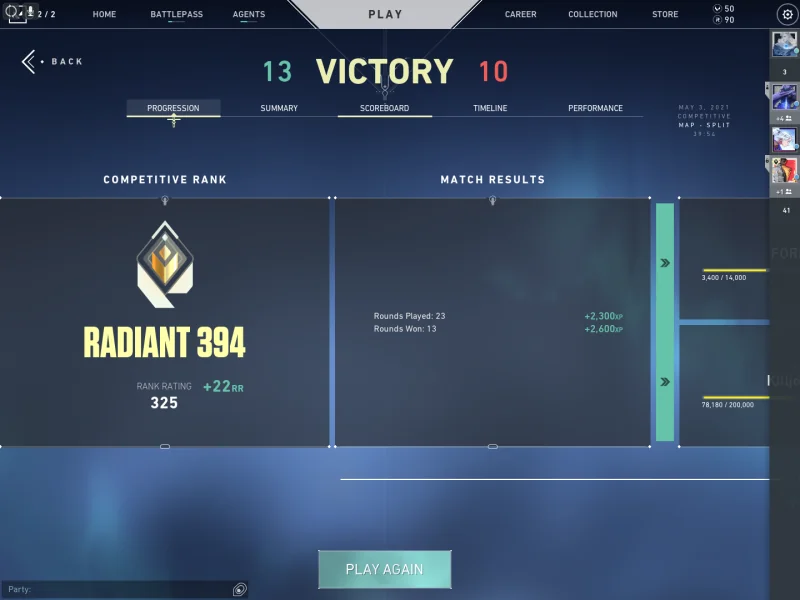 2 / 2
HOME
BATTLEPASS
AGENTS
PLAY
CAREER
COLLECTION
STORE
50
90
BACK
13 VICTORY 10
PROGRESSION
SUMMARY
SCOREBOARD
TIMELINE
PERFORMANCE
MAY 3, 2021
COMPETITIVE
MAP - SPLIT
3
+4
+1
41
COMPETITIVE RANK
MATCH RESULTS
RADIANT 394
RANK RATING +22RR
325
Rounds Played: 23 +2,300XP
Rounds Won: 13 +2,600XP
3,400 / 14,000
78,180 / 200,000
PLAY AGAIN
Party: